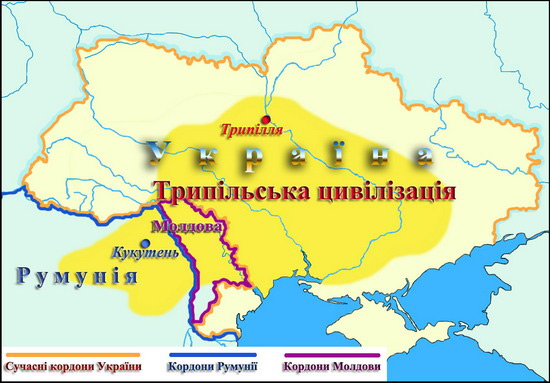 Трипілля
Україна
Трипільська цивілізація
Молдова
Кукутень
Румунія
Сучасні кордони України
Кордони Румунії
Кордони Молдови